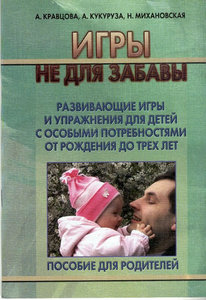 А. КРАВЦОВА, А. КУКУРУЗА, Н. МИХАНОВСКАЯ
ИГРЫ
НЕ ДЛЯ ЗАБАВЫ
РАЗВИВАЮЩИЕ ИГРЫ
И УПРАЖНЕНИЯ ДЛЯ ДЕТЕЙ
С ОСОБЫМИ ПОТРЕБНОСТЯМИ
ОТ РОЖДЕНИЯ ДО ТРЕХ ЛЕТ
ПОСОБИЕ ДЛЯ РОДИТЕЛЕЙ